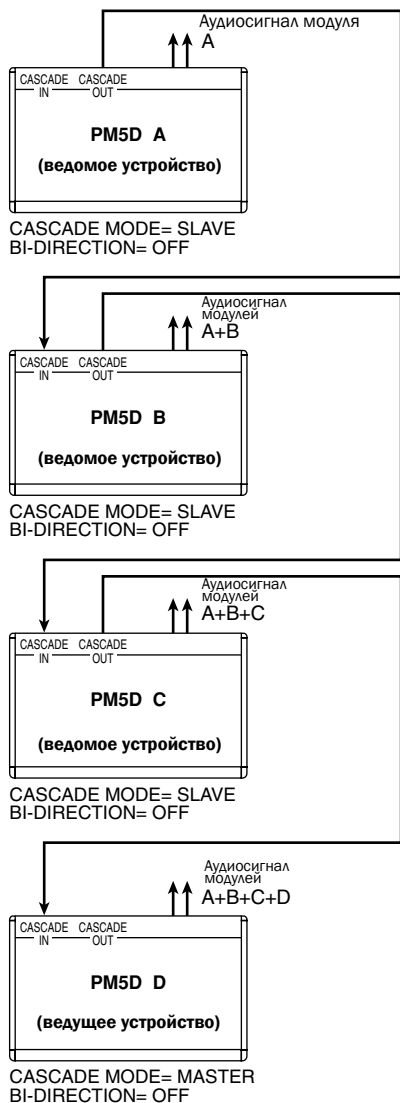 Аудиосигнал модуля
A
CASCADE CASCADE
IN OUT
PM5D A
(ведомое устройство)
CASCADE MODE= SLAVE
BI-DIRECTION= OFF
Аудиосигнал
модулей
A+B
CASCADE CASCADE
IN OUT
PM5D B
(ведомое устройство)
CASCADE MODE= SLAVE
BI-DIRECTION= OFF
Аудиосигнал
модулей
A+B+C
CASCADE CASCADE
IN OUT
PM5D C
(ведомое устройство)
CASCADE MODE= SLAVE
BI-DIRECTION= OFF
Аудиосигнал
модулей
A+B+C+D
CASCADE CASCADE
IN OUT
PM5D D
(ведущее устройство)
CASCADE MODE= MASTER
BI-DIRECTION= OFF